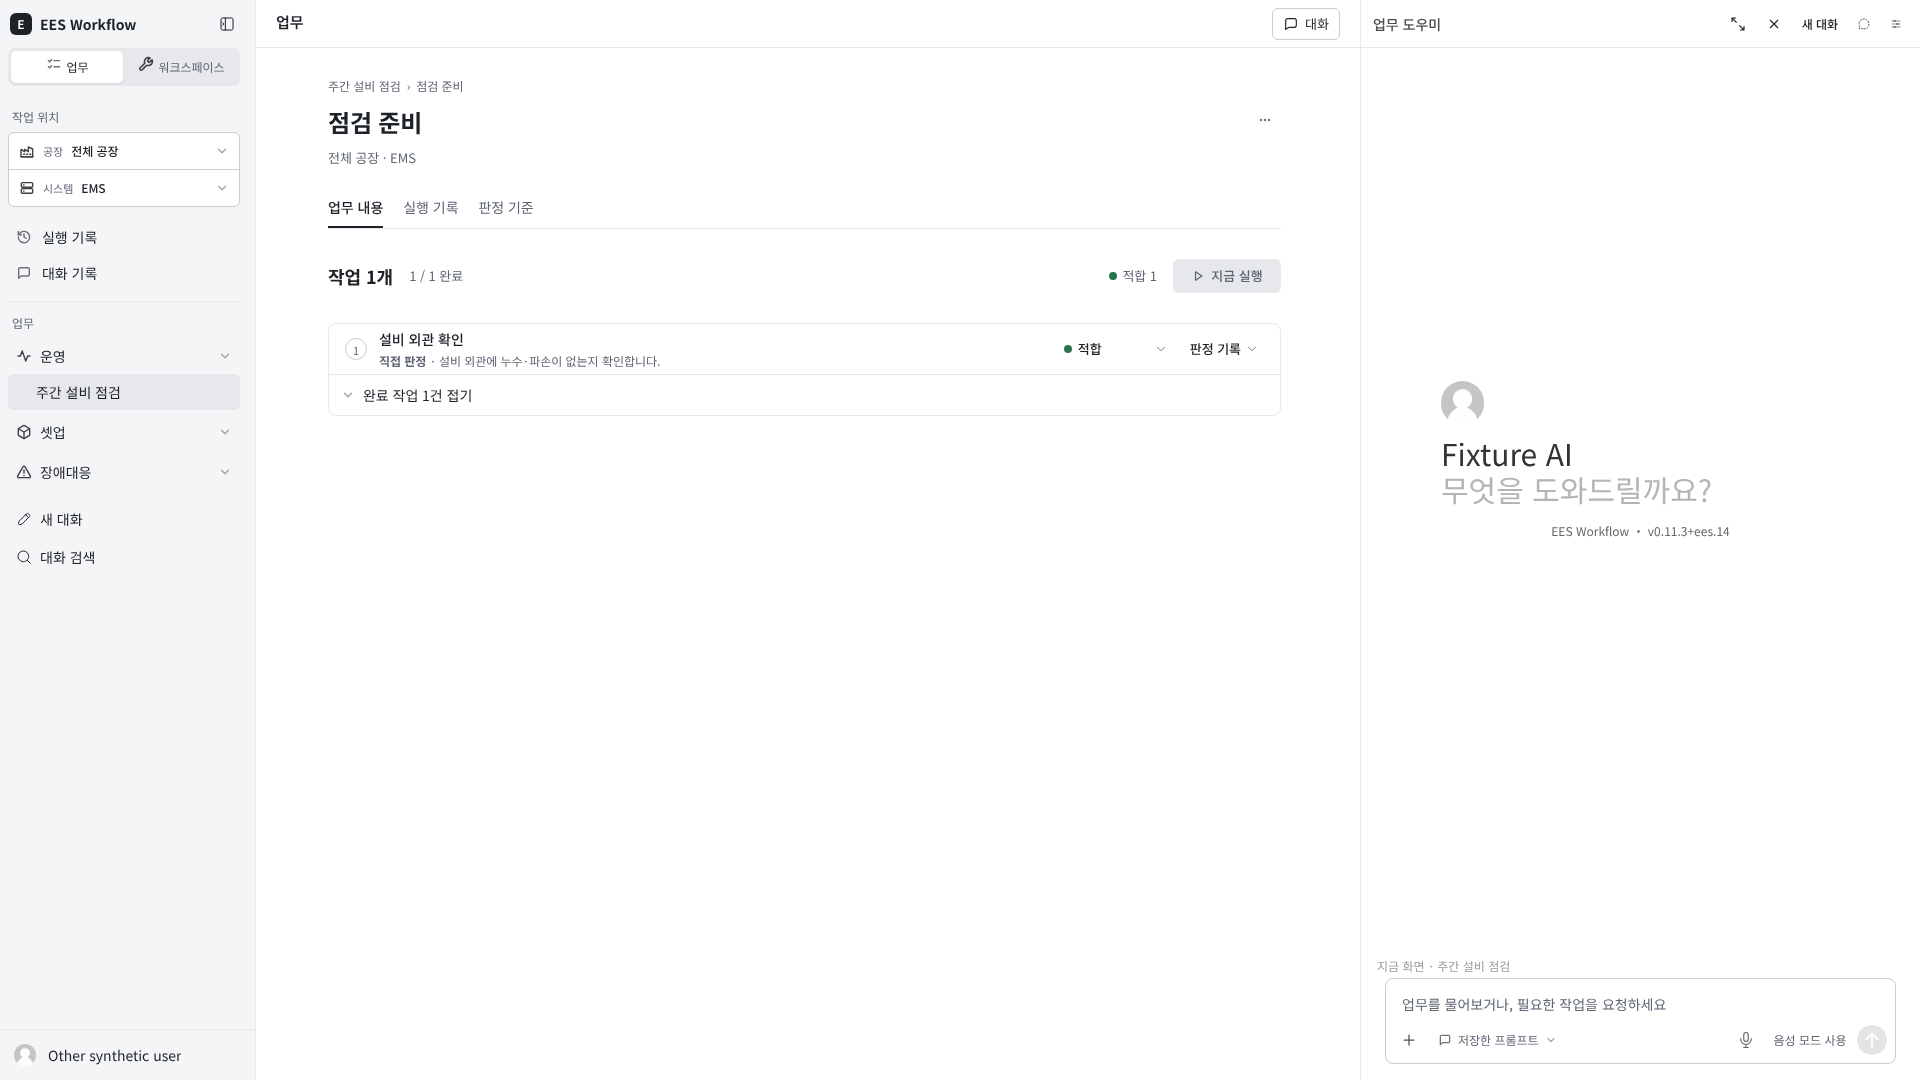 E EES Workflow
업무
워크스페이스
작업 위치
공장 전체 공장
시스템 EMS
실행 기록
대화 기록
업무
운영
주간 설비 점검
셋업
장애대응
새 대화
대화 검색
Other synthetic user
업무
대화
주간 설비 점검 › 점검 준비
점검 준비
...
전체 공장 · EMS
업무 내용 실행 기록 판정 기준
작업 1개 1 / 1 완료
적합 1
지금 실행
1
설비 외관 확인
직접 판정 · 설비 외관에 누수·파손이 없는지 확인합니다.
적합
판정 기록
완료 작업 1건 접기
업무 도우미
새 대화
Fixture AI
무엇을 도와드릴까요?
EES Workflow • v0.11.3+ees.14
지금 화면 · 주간 설비 점검
업무를 물어보거나, 필요한 작업을 요청하세요
저장한 프롬프트
음성 모드 사용